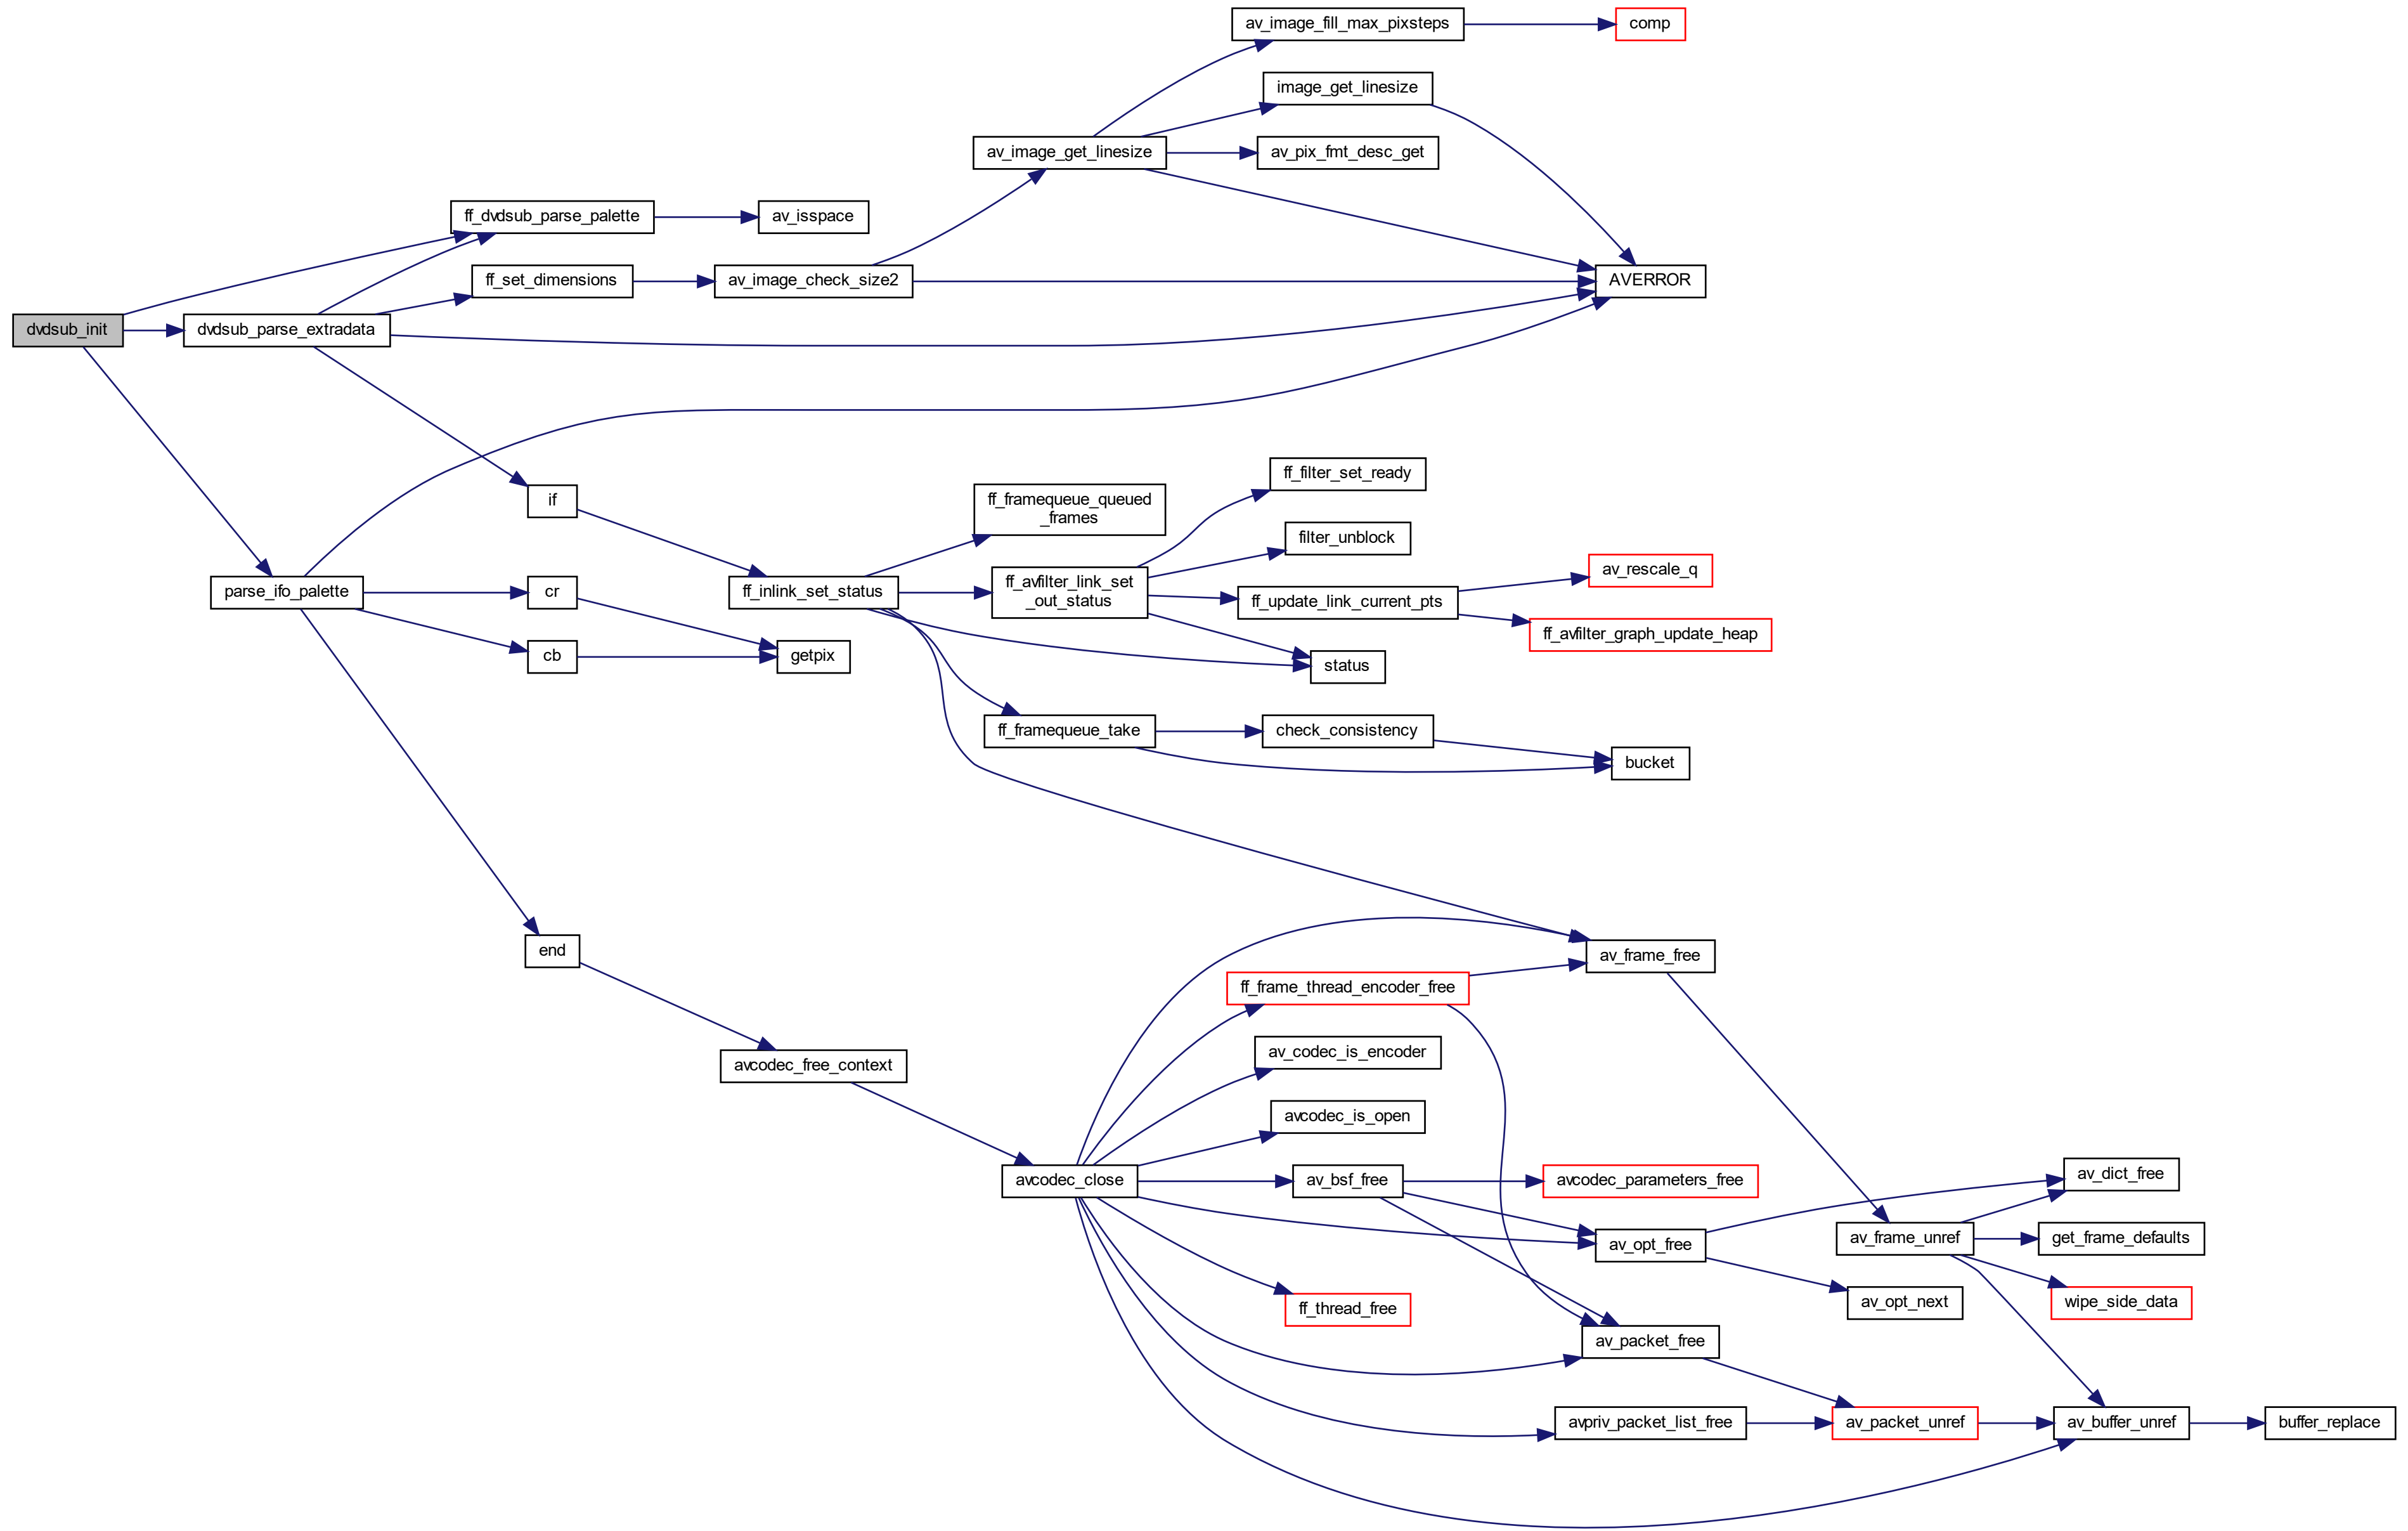 av_image_fill_max_pixsteps
comp
image_get_linesize
av_image_get_linesize
av_pix_fmt_desc_get
ff_dvdsub_parse_palette
av_isspace
ff_set_dimensions
av_image_check_size2
AVERROR
dvdsub_init
dvdsub_parse_extradata
ff_filter_set_ready
if
ff_framequeue_queued
_frames
filter_unblock
av_rescale_q
parse_ifo_palette
cr
ff_inlink_set_status
ff_avfilter_link_set
_out_status
ff_update_link_current_pts
ff_avfilter_graph_update_heap
cb
getpix
status
ff_framequeue_take
check_consistency
bucket
end
av_frame_free
ff_frame_thread_encoder_free
av_codec_is_encoder
avcodec_free_context
avcodec_is_open
avcodec_close
av_bsf_free
avcodec_parameters_free
av_dict_free
av_opt_free
av_frame_unref
get_frame_defaults
ff_thread_free
av_opt_next
wipe_side_data
av_packet_free
avpriv_packet_list_free
av_packet_unref
av_buffer_unref
buffer_replace